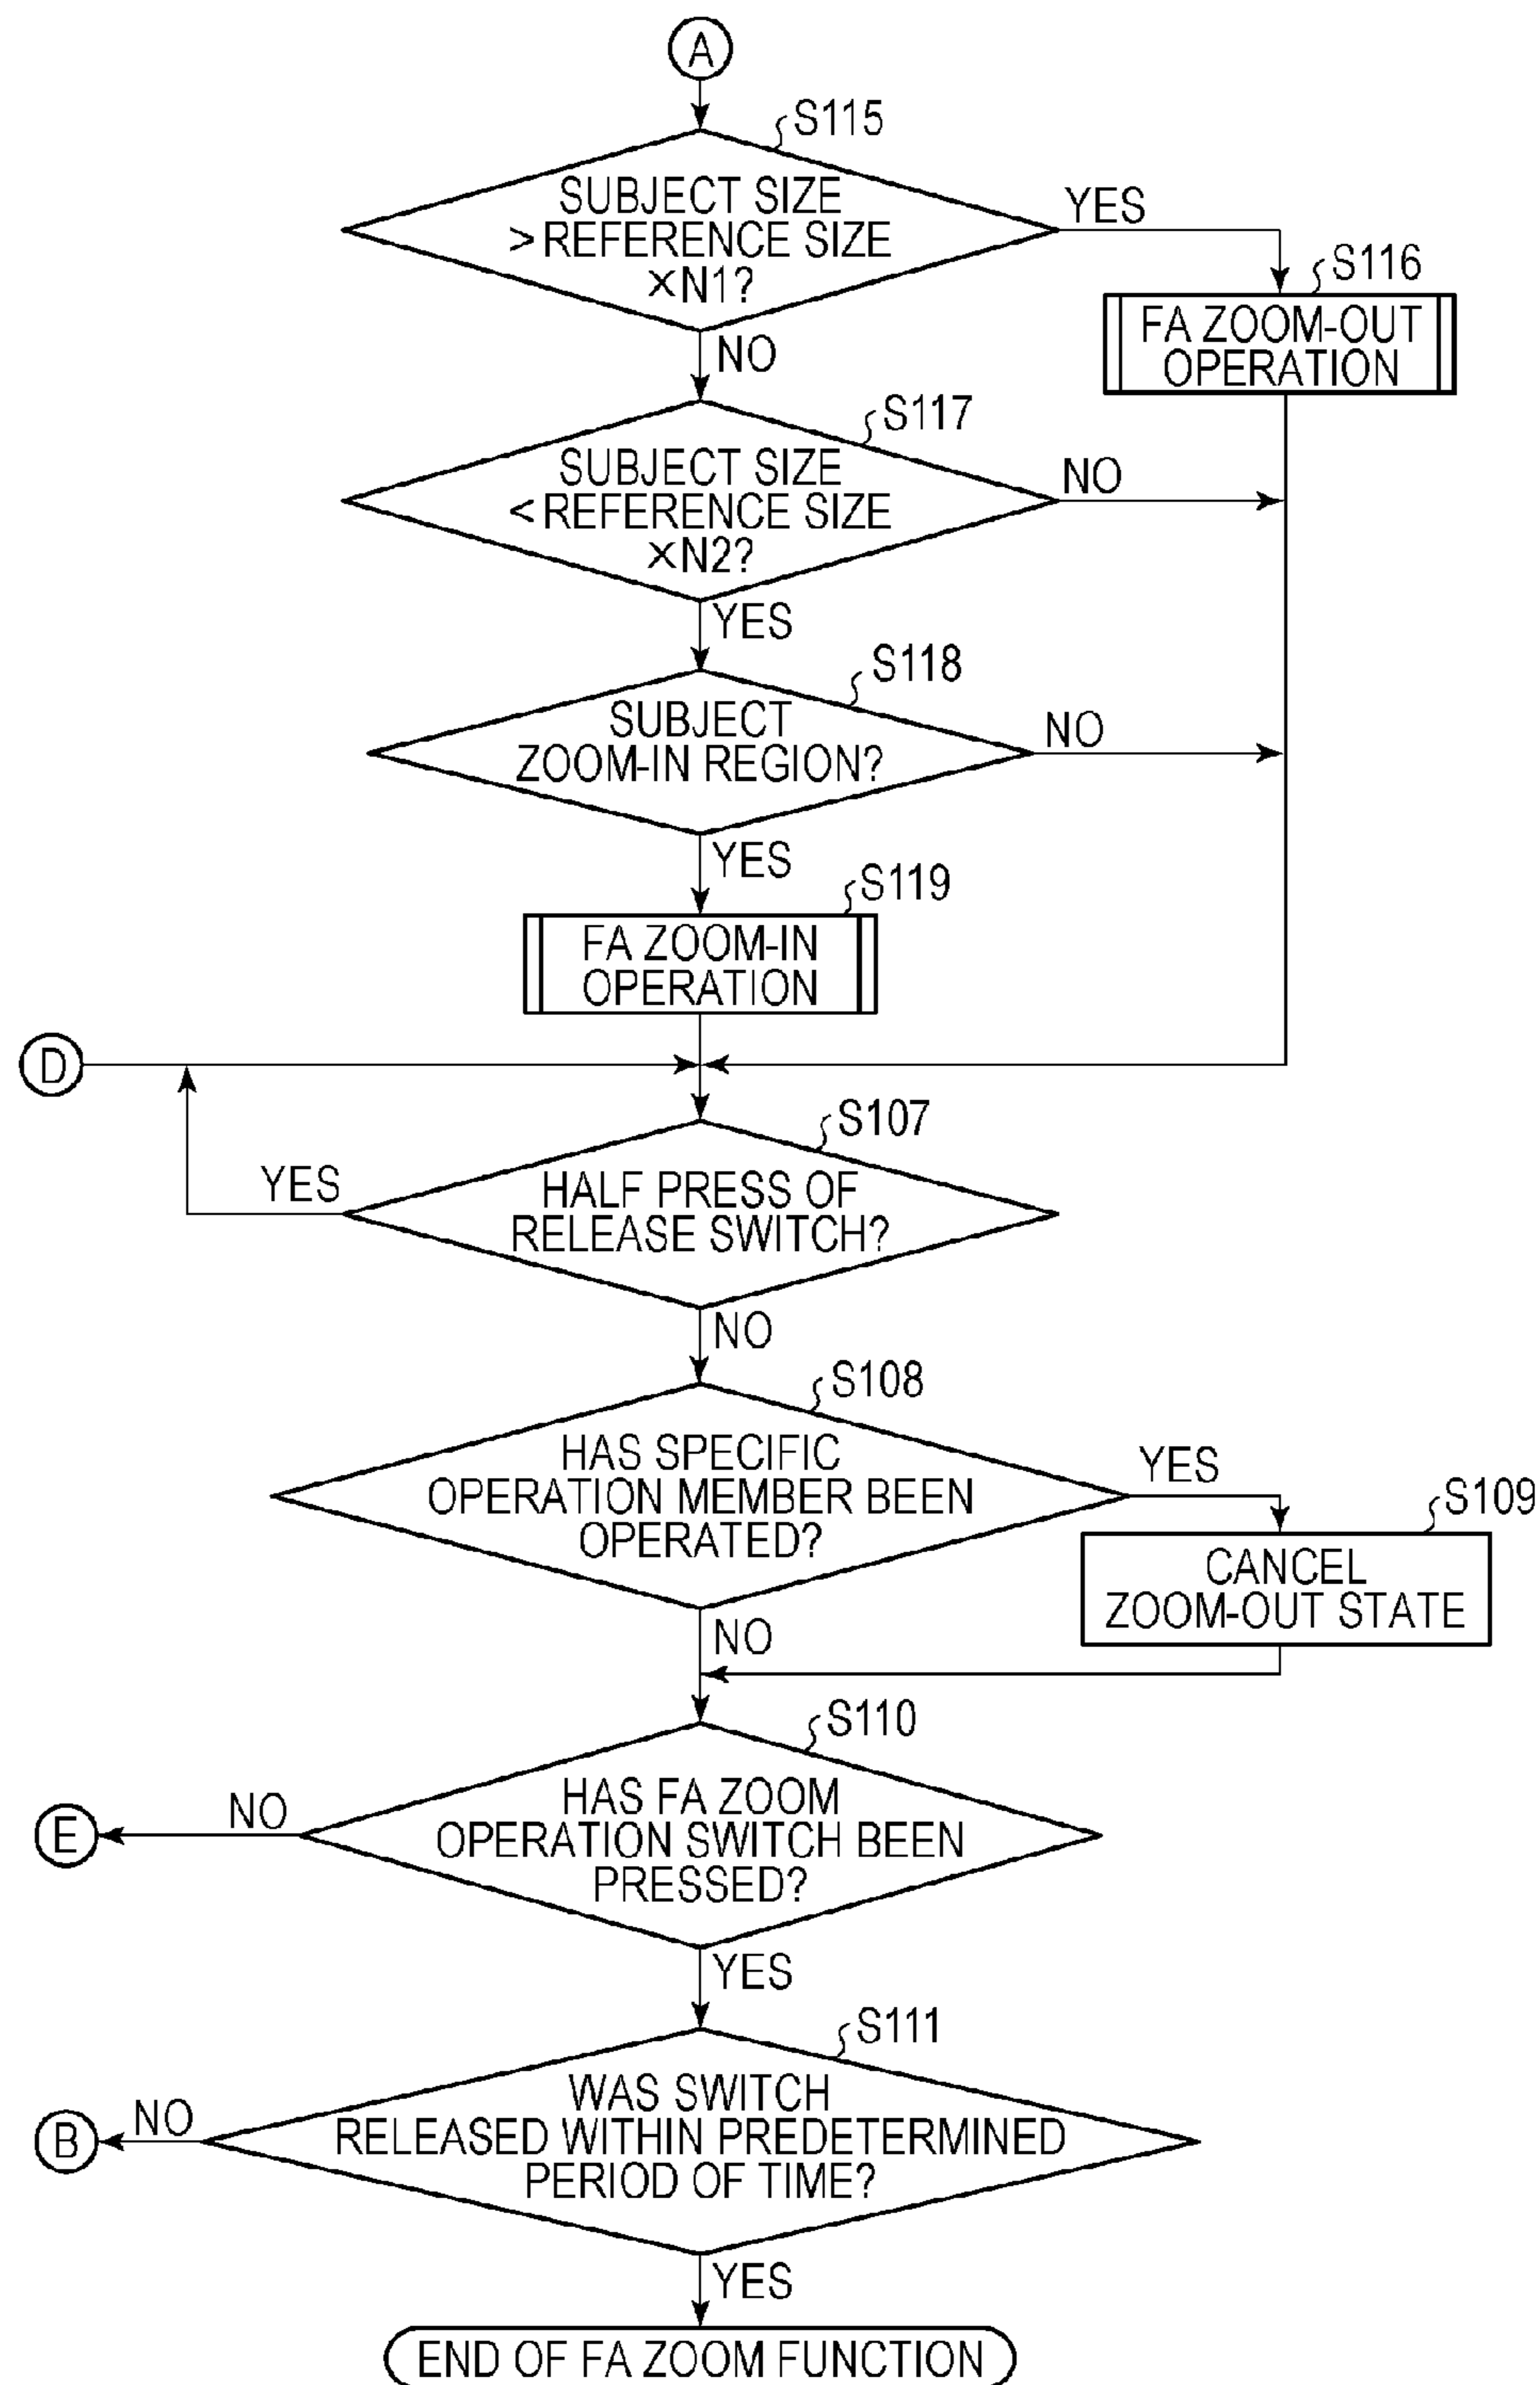 A
S115
SUBJECT SIZE
> REFERENCE SIZE
×N1?
YES
S116
FA ZOOM-OUT
OPERATION
NO
S117
SUBJECT SIZE
< REFERENCE SIZE
×N2?
NO
YES
S118
SUBJECT
ZOOM-IN REGION?
NO
YES
S119
FA ZOOM-IN
OPERATION
D
S107
HALF PRESS OF
RELEASE SWITCH?
YES
NO
S108
HAS SPECIFIC
OPERATION MEMBER BEEN
OPERATED?
YES
S109
CANCEL
ZOOM-OUT STATE
NO
S110
HAS FA ZOOM
OPERATION SWITCH BEEN
PRESSED?
NO
E
YES
S111
WAS SWITCH
RELEASED WITHIN PREDETERMINED
PERIOD OF TIME?
NO
B
YES
END OF FA ZOOM FUNCTION